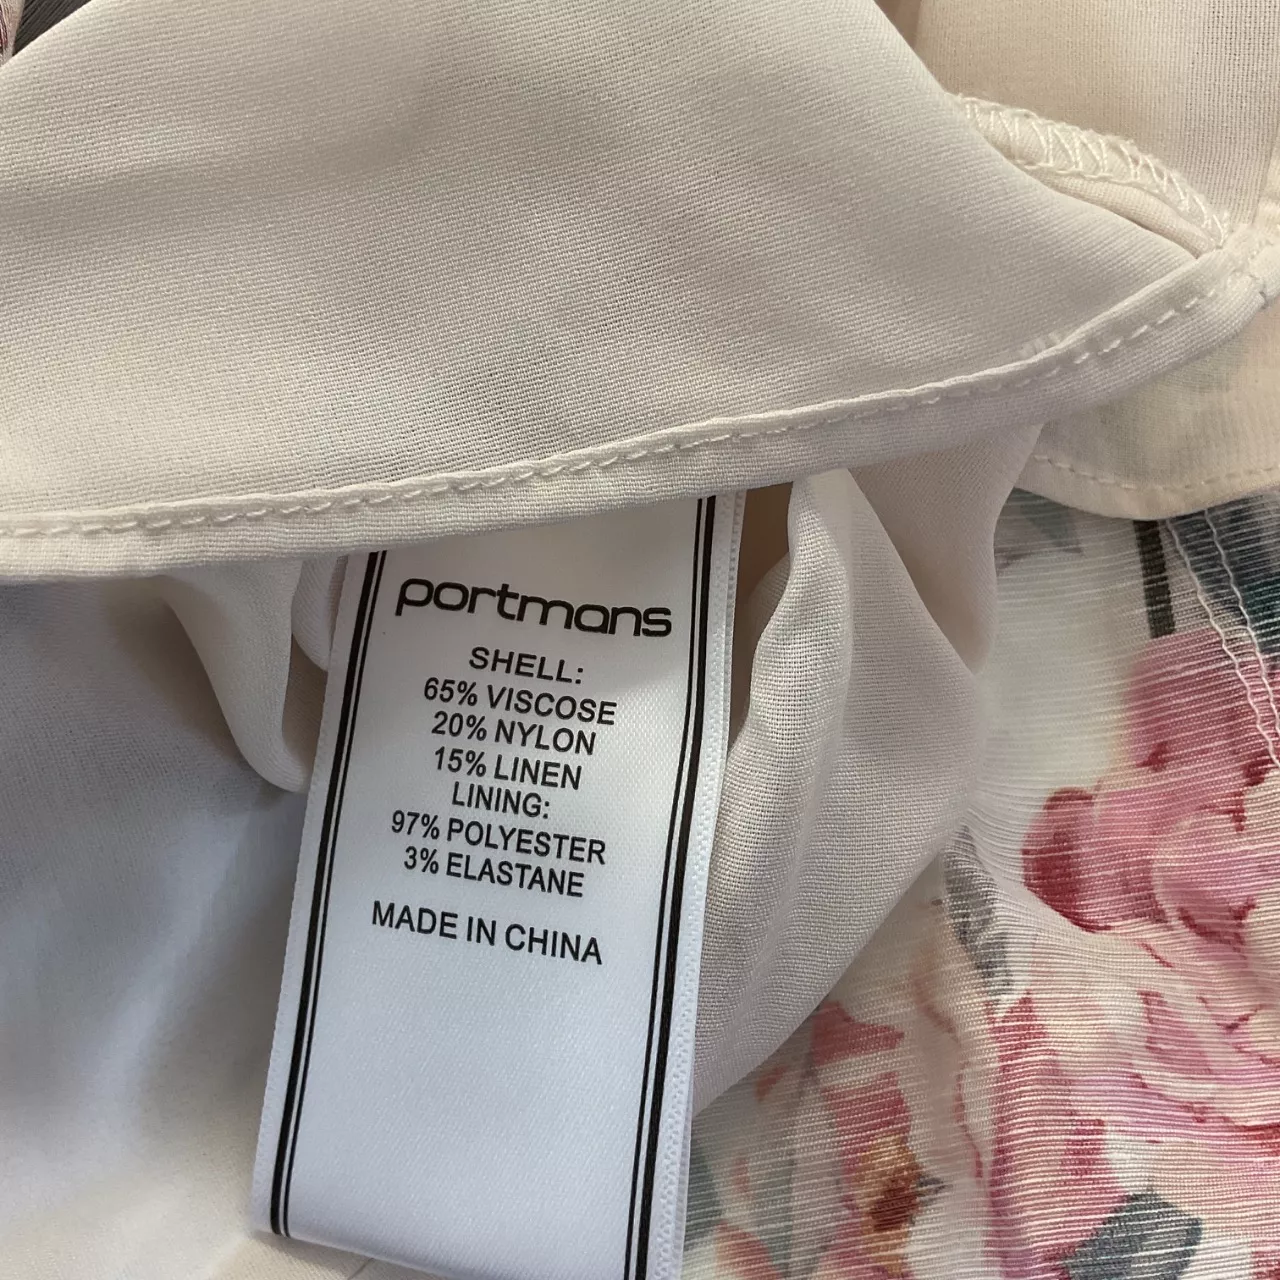 portmans
SHELL:
65% VISCOSE
20% NYLON
15% LINEN
LINING:
97% POLYESTER
3% ELASTANE
MADE IN CHINA